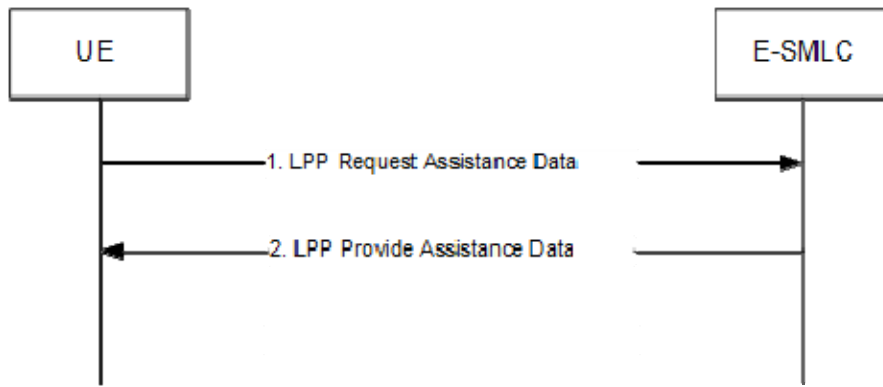 UE
E-SMLC
1. LPP Request Assistance Data
2. LPP Provide Assistance Data